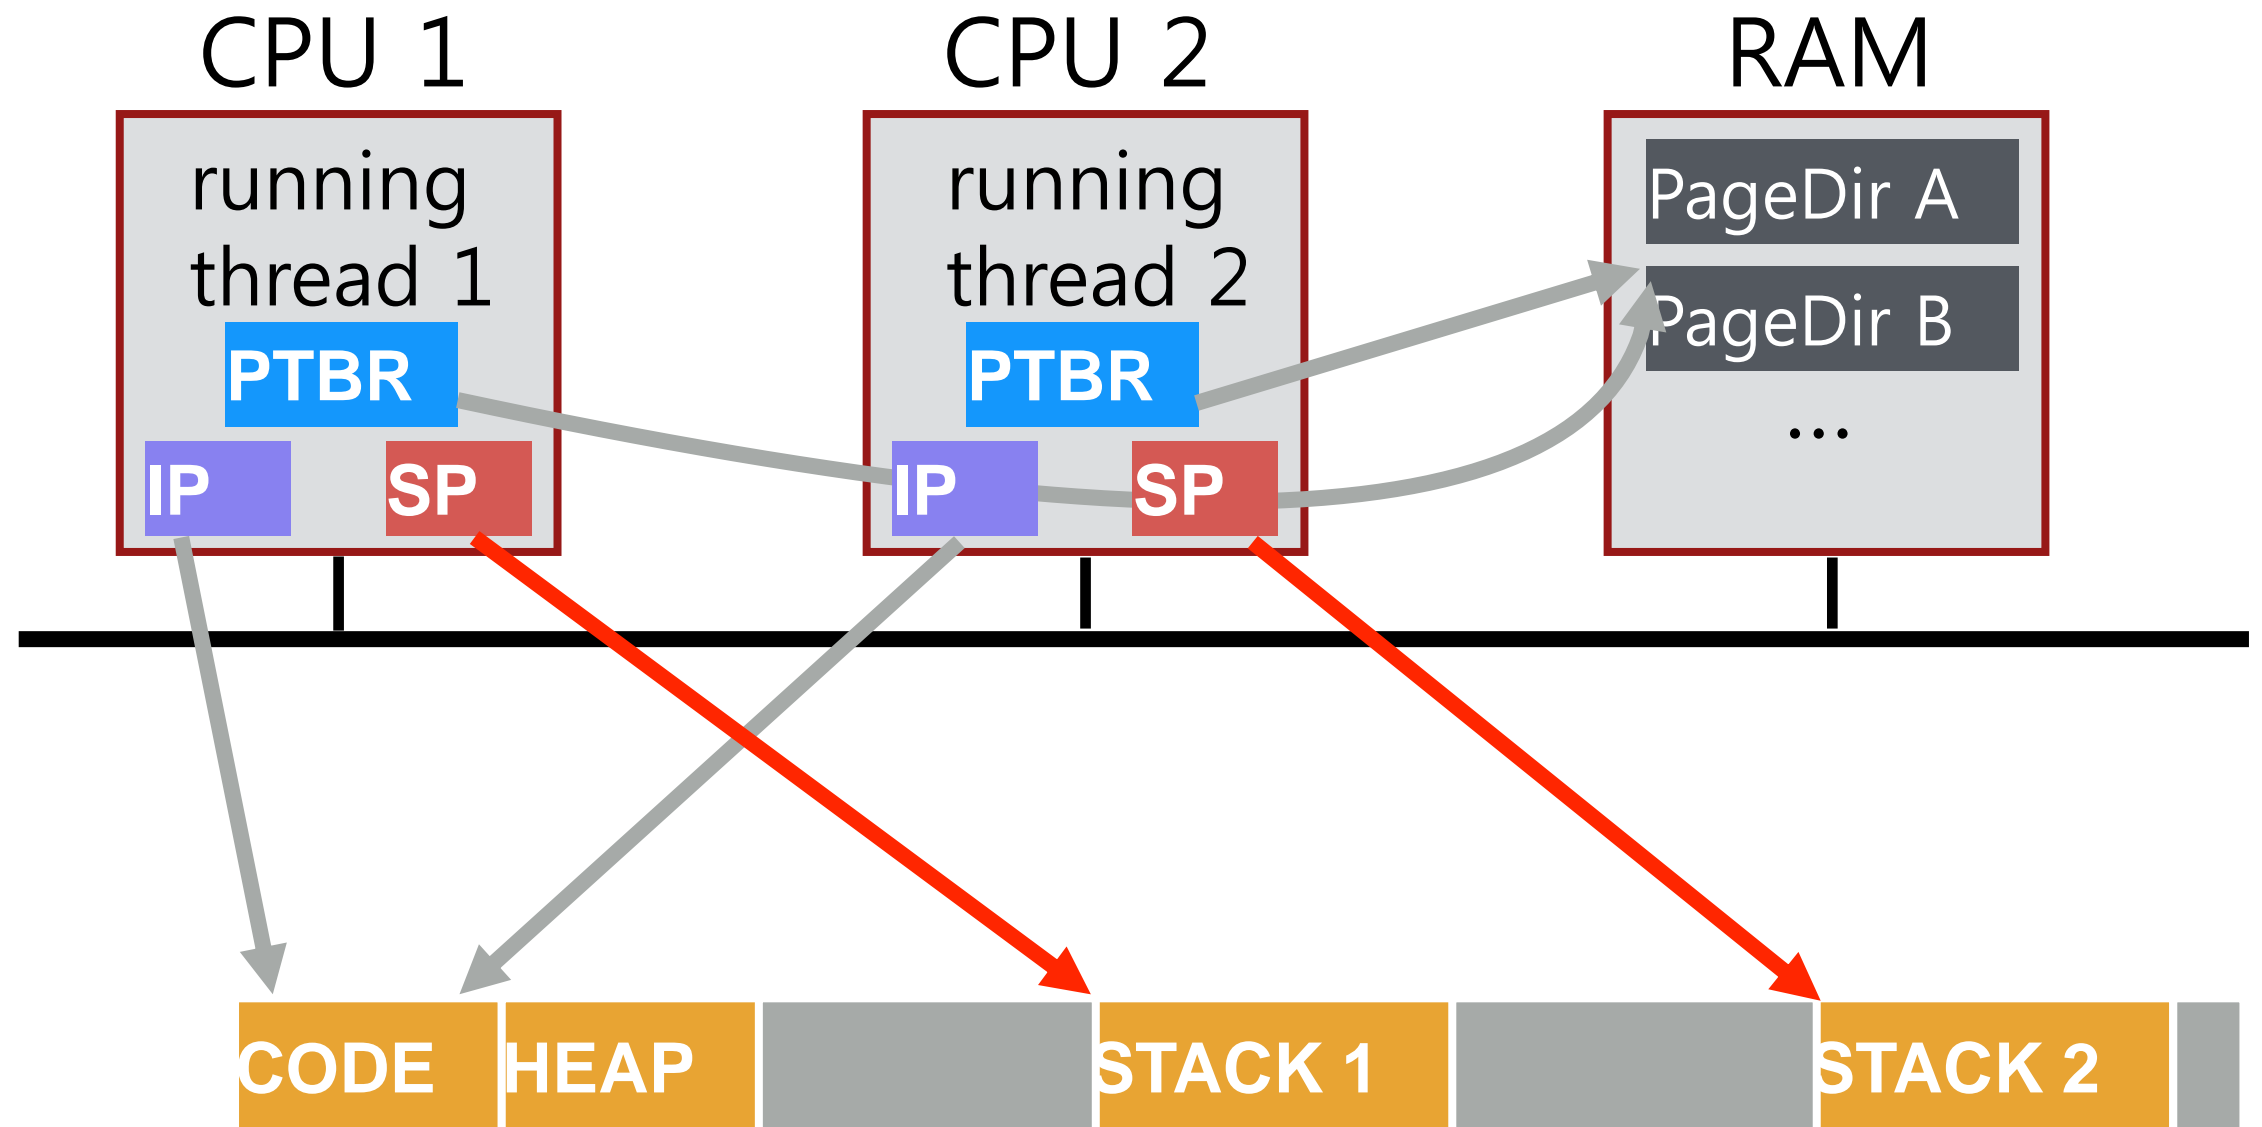 CPU 1
CPU 2
RAM
running
thread 1
PTBR
IP
SP
running
thread 2
PTBR
IP
SP
PageDir A
PageDir B
...
CODE
HEAP
STACK 1
STACK 2